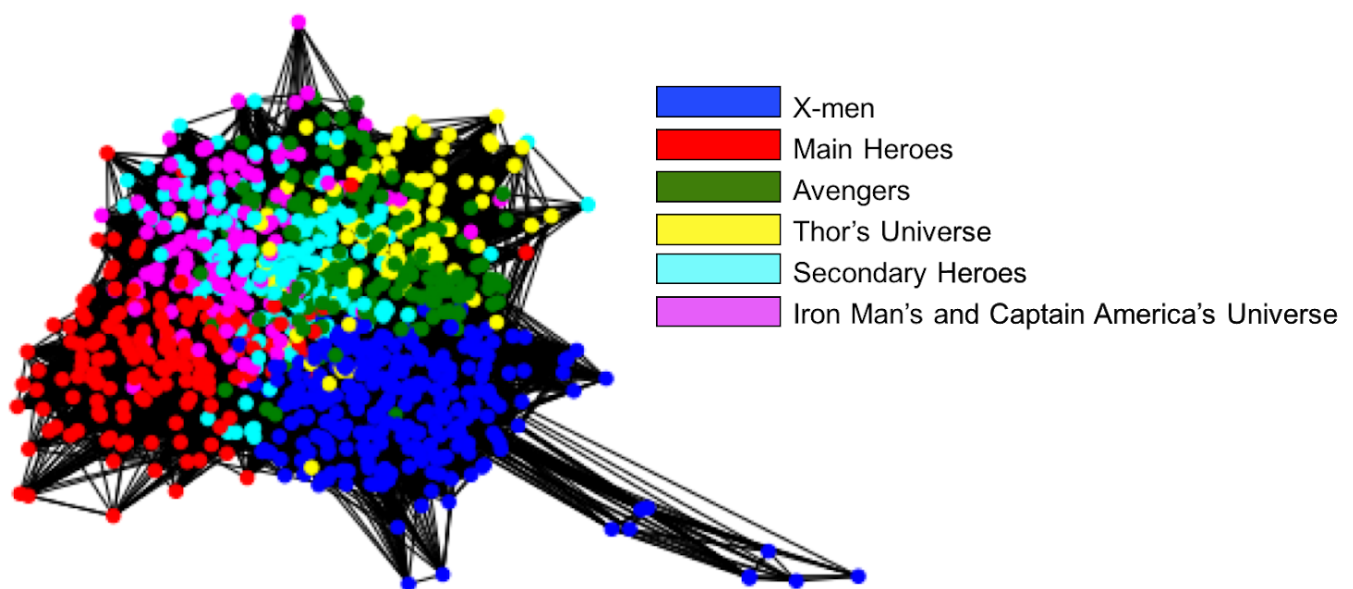 X-men
Main Heroes
Avengers
Thor's Universe
Secondary Heroes
Iron Man's and Captain America's Universe